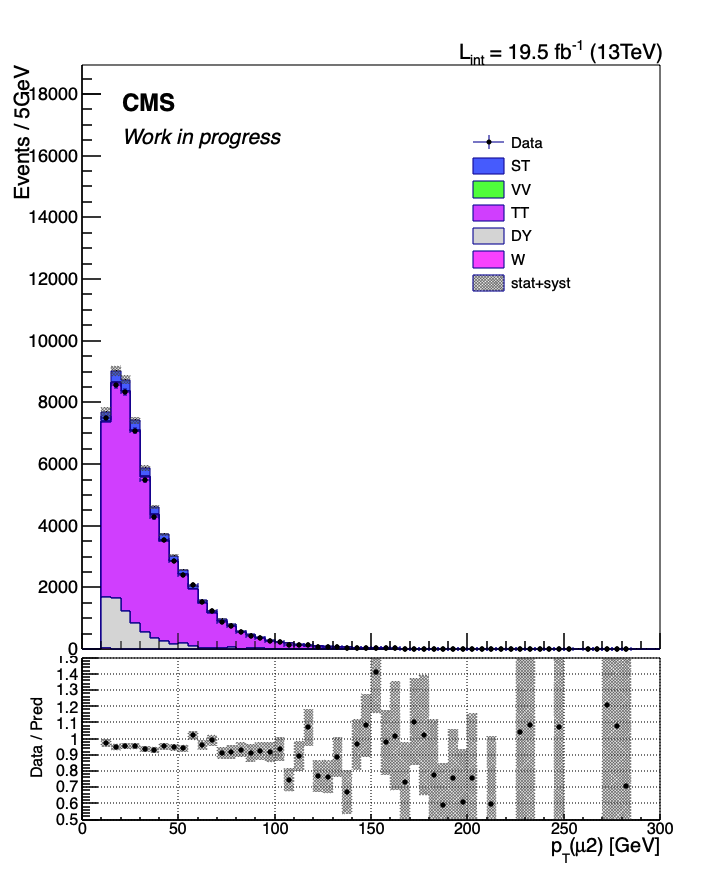 L_int = 19.5 fb⁻¹ (13TeV)
Events / 5GeV
CMS
Work in progress
Data
ST
VV
TT
DY
W
stat+syst
18000
16000
14000
12000
10000
8000
6000
4000
2000
0
Data / Pred
1.5
1.4
1.3
1.2
1.1
1
0.9
0.8
0.7
0.6
0.5
0 50 100 150 200 250 300
p_T(μ2) [GeV]